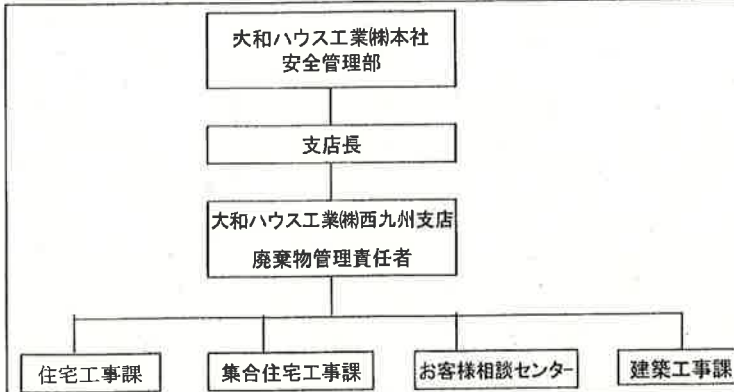 大和ハウス工業㈱本社
安全管理部
支店長
大和ハウス工業㈱西九州支店
廃棄物管理責任者
住宅工事課
集合住宅工事課
お客様相談センター
建築工事課